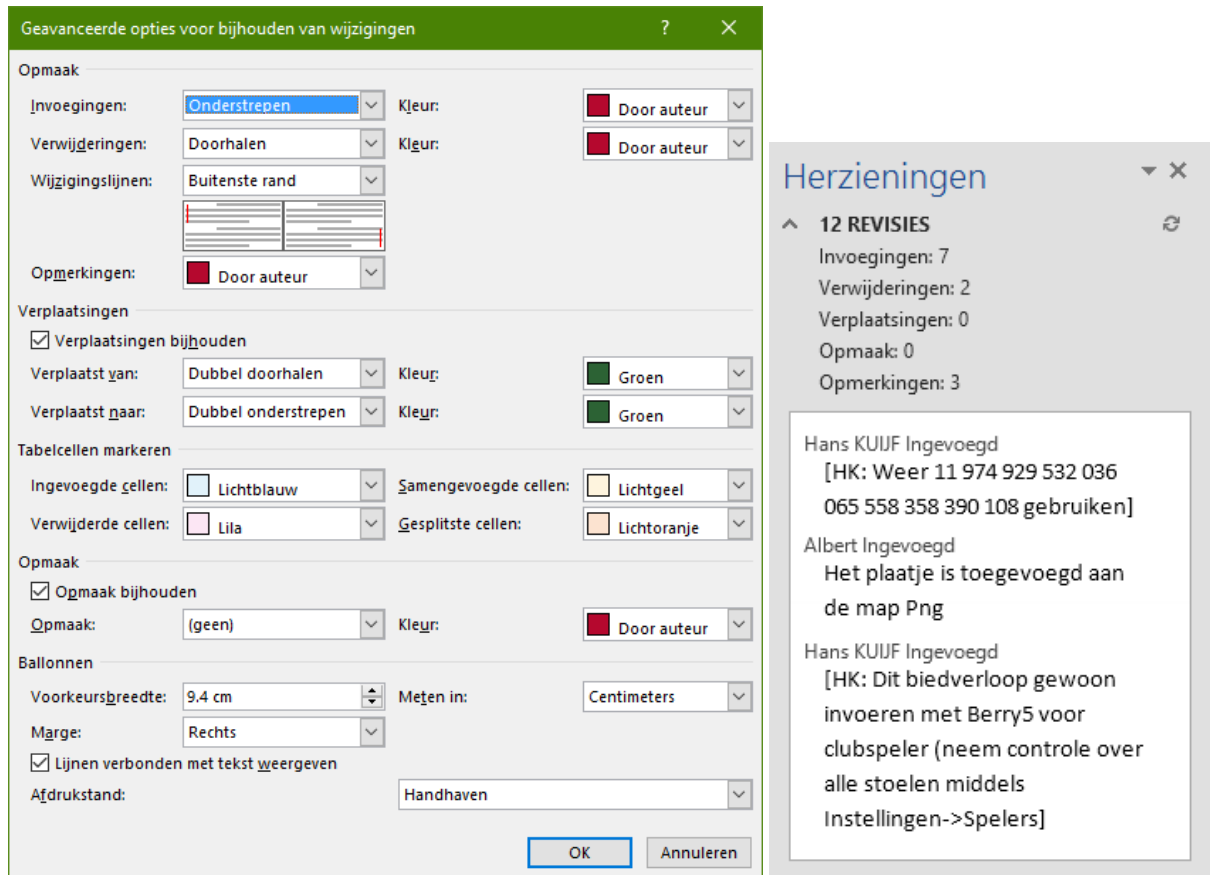 Geavanceerde opties voor bijhouden van wijzigingen ?
Opmaak
Invoegingen: Onderstrepen Kleur: Door auteur
Verwijderingen: Doorhalen Kleur: Door auteur
Wijzigingslijnen: Buitenste rand
Opmerkingen: Door auteur
Verplaatsingen
Verplaatsingen bijhouden
Verplaatst van: Dubbel doorhalen Kleur: Groen
Verplaatst naar: Dubbel onderstrepen Kleur: Groen
Tabelcellen markeren
Ingevoegde cellen: Lichtblauw Samengevoegde cellen: Lichtgeel
Verwijderde cellen: Lila Gesplitste cellen: Lichtoranje
Opmaak
Opmaak bijhouden
Opmaak: (geen) Kleur: Door auteur
Ballonnen
Voorkeursbreedte: 9.4 cm Meten in: Centimeters
Marge: Rechts
Lijnen verbonden met tekst weergeven
Afdrukstand: Handhaven
OK Annuleren
Herzieningen
12 REVISIES
Invoegingen: 7
Verwijderingen: 2
Verplaatsingen: 0
Opmaak: 0
Opmerkingen: 3
Hans KUIJF Ingevoegd
[HK: Weer 11 974 929 532 036
065 558 358 390 108 gebruiken]
Albert Ingevoegd
Het plaatje is toegevoegd aan
de map Png
Hans KUIJF Ingevoegd
[HK: Dit biedverloop gewoon
invoeren met Berry5 voor
clubspeler (neem controle over
alle stoelen middels
Instellingen->Spelers]